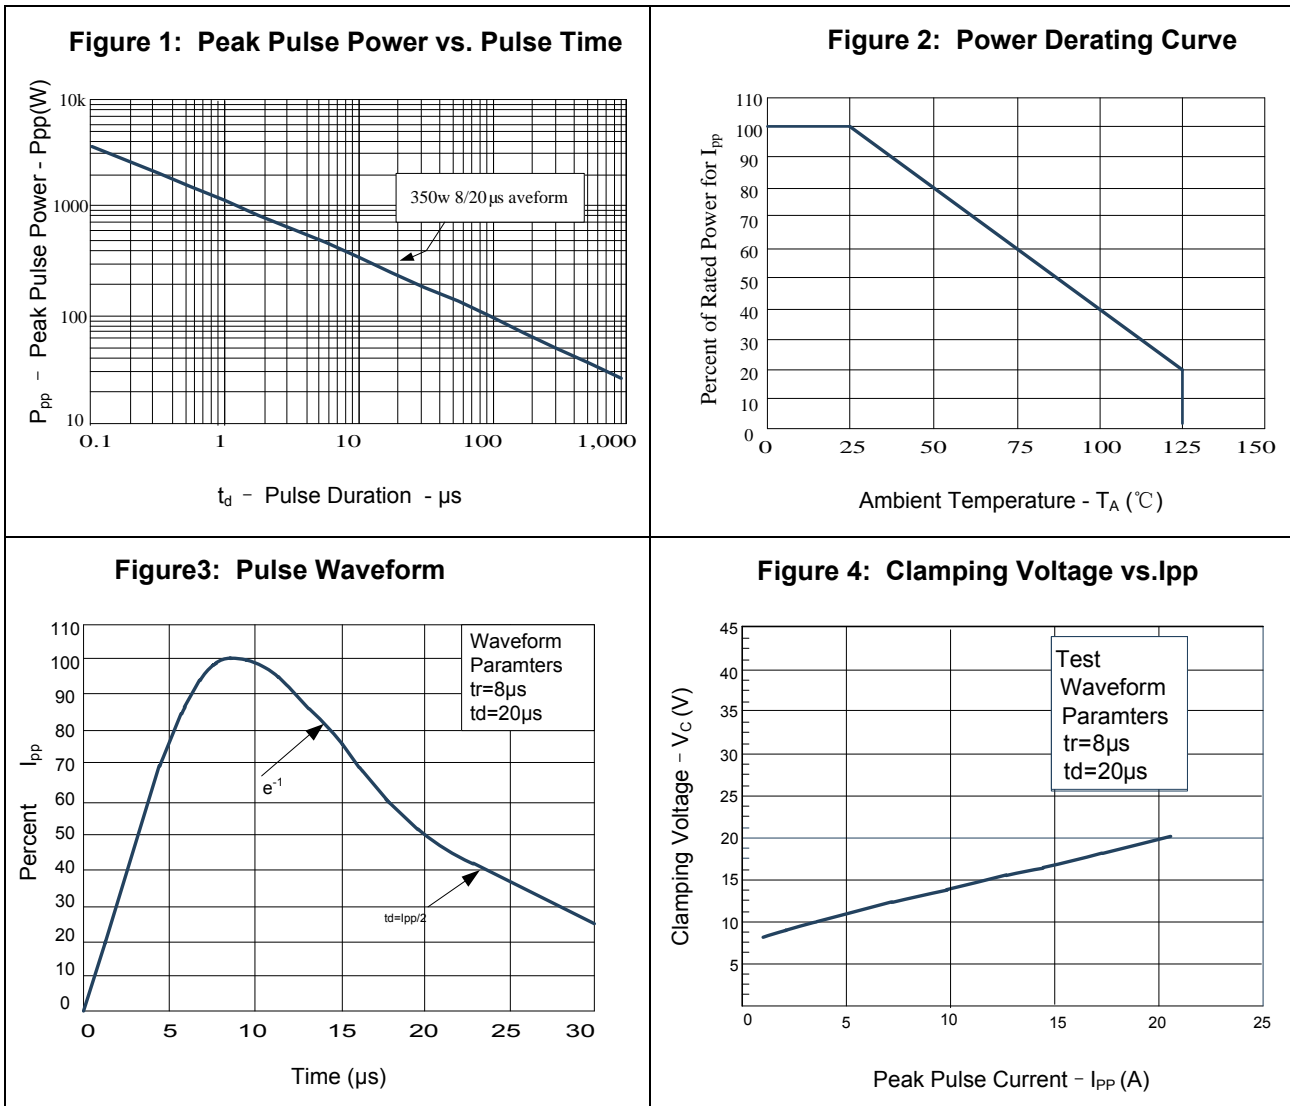 Figure 1: Peak Pulse Power vs. Pulse Time
Ppp – Peak Pulse Power - Ppp(W)
10k
1000
100
10
350w 8/20μs aveform
0.1 1 10 100 1,000
td – Pulse Duration - μs
Figure 2: Power Derating Curve
Percent of Rated Power for Ipp
110
100
90
80
70
60
50
40
30
20
10
0
0 25 50 75 100 125 150
Ambient Temperature - TA (℃)
Figure3: Pulse Waveform
Percent Ipp
110
100
90
80
70
60
50
40
30
20
10
0
Waveform
Paramters
tr=8μs
td=20μs
e-1
td=Ipp/2
0 5 10 15 20 25 30
Time (μs)
Figure 4: Clamping Voltage vs.Ipp
Clamping Voltage – VC (V)
45
40
35
30
25
20
15
10
5
Test
Waveform
Paramters
tr=8μs
td=20μs
0 5 10 15 20 25
Peak Pulse Current – IPP (A)